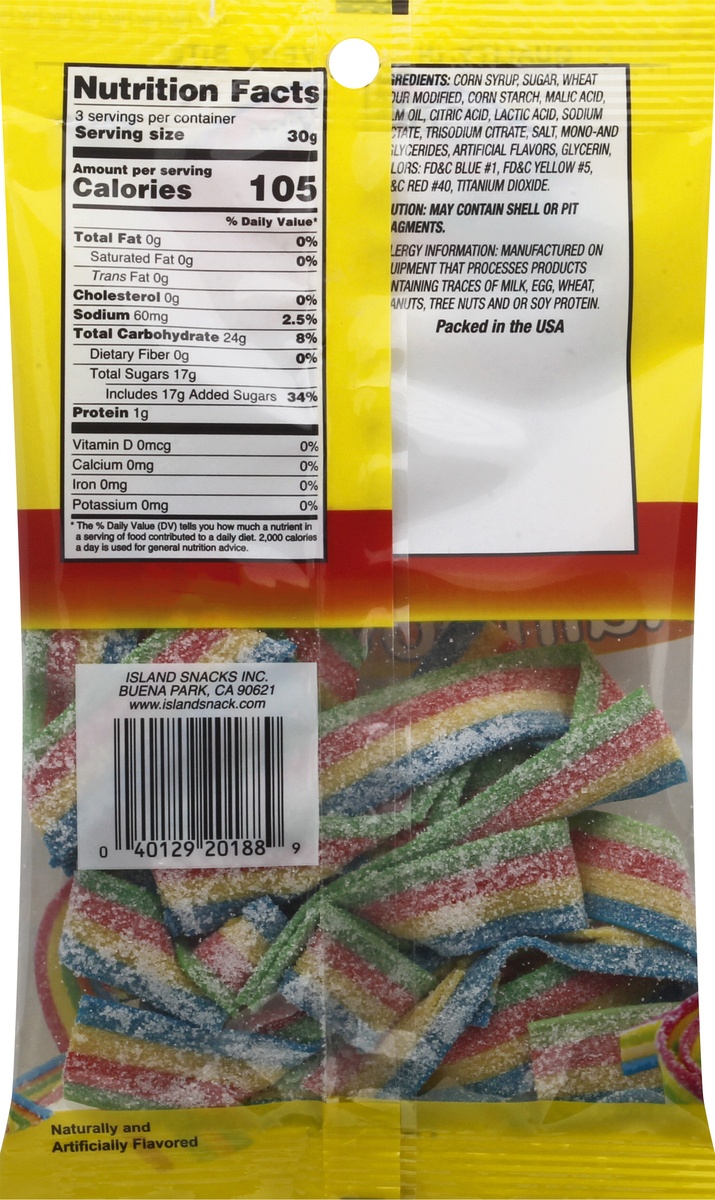 Nutrition Facts
3 servings per container
Serving size 30g
Amount per serving
Calories 105
% Daily Value*
Total Fat 0g 0%
Saturated Fat 0g 0%
Trans Fat 0g
Cholesterol 0g 0%
Sodium 60mg 2.5%
Total Carbohydrate 24g 8%
Dietary Fiber 0g 0%
Total Sugars 17g
Includes 17g Added Sugars 34%
Protein 1g
Vitamin D 0mcg 0%
Calcium 0mg 0%
Iron 0mg 0%
Potassium 0mg 0%
* The % Daily Value (DV) tells you how much a nutrient in
a serving of food contributed to a daily diet. 2,000 calories
a day is used for general nutrition advice.
GREDIENTS: CORN SYRUP, SUGAR, WHEAT
OUR MODIFIED, CORN STARCH, MALIC ACID,
LM OIL, CITRIC ACID, LACTIC ACID, SODIUM
CTATE, TRISODIUM CITRATE, SALT, MONO-AND
GLYCERIDES, ARTIFICIAL FLAVORS, GLYCERIN,
LORS: FD&C BLUE #1, FD&C YELLOW #5,
&C RED #40, TITANIUM DIOXIDE.
UTION: MAY CONTAIN SHELL OR PIT
AGMENTS.
LERGY INFORMATION: MANUFACTURED ON
UIPMENT THAT PROCESSES PRODUCTS
NTAINING TRACES OF MILK, EGG, WHEAT,
ANUTS, TREE NUTS AND OR SOY PROTEIN.
Packed in the USA
ISLAND SNACKS INC.
BUENA PARK, CA 90621
www.islandsnack.com
0 40129 20188 9
Naturally and
Artificially Flavored